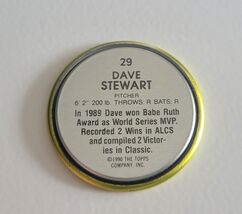 29
DAVE
STEWART
PITCHER
6' 2" 200 lb. THROWS: R BATS: R
In 1989 Dave won Babe Ruth
Award as World Series MVP.
Recorded 2 Wins in ALCS
and compiled 2 Victor-
ies in Classic.
©1990 THE TOPPS
COMPANY, INC.